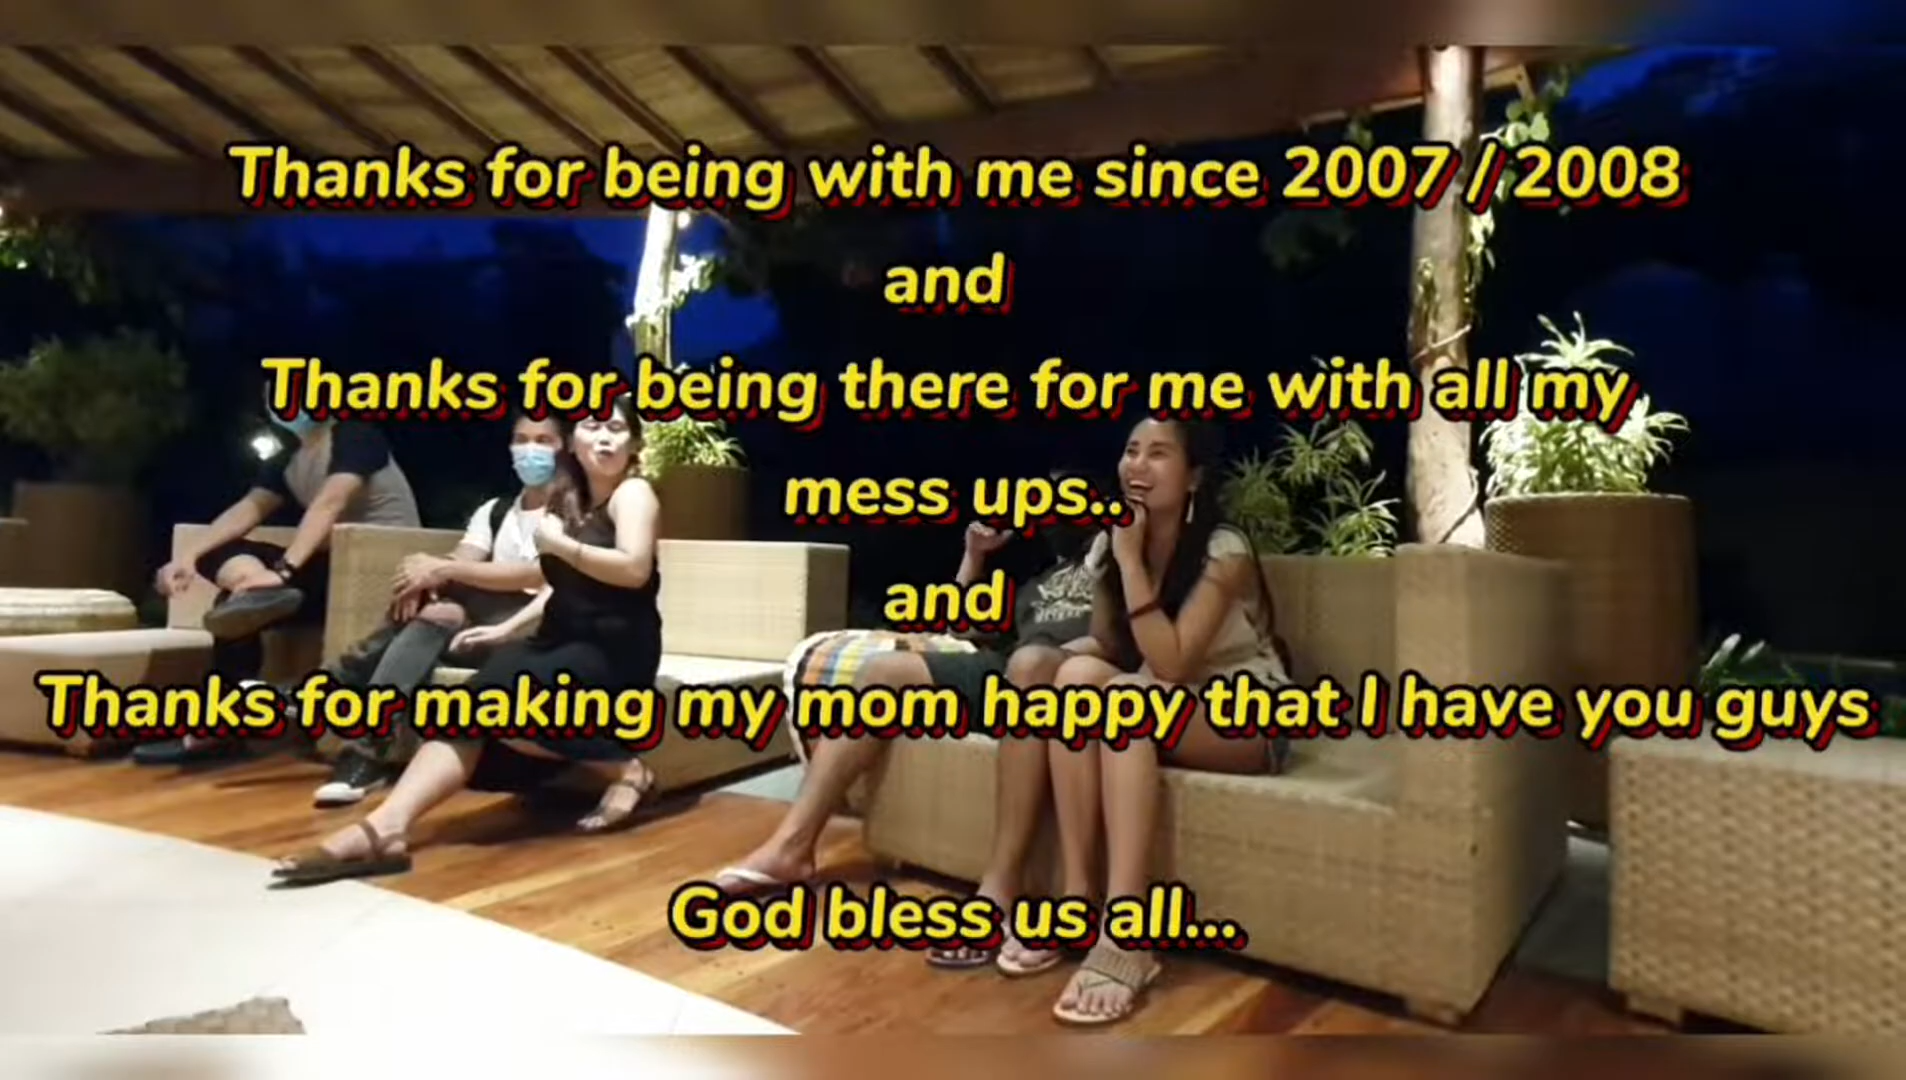 Thanks for being with me since 2007 / 2008
and
Thanks for being there for me with all my
mess ups..
and
Thanks for making my mom happy that I have you guys
God bless us all...